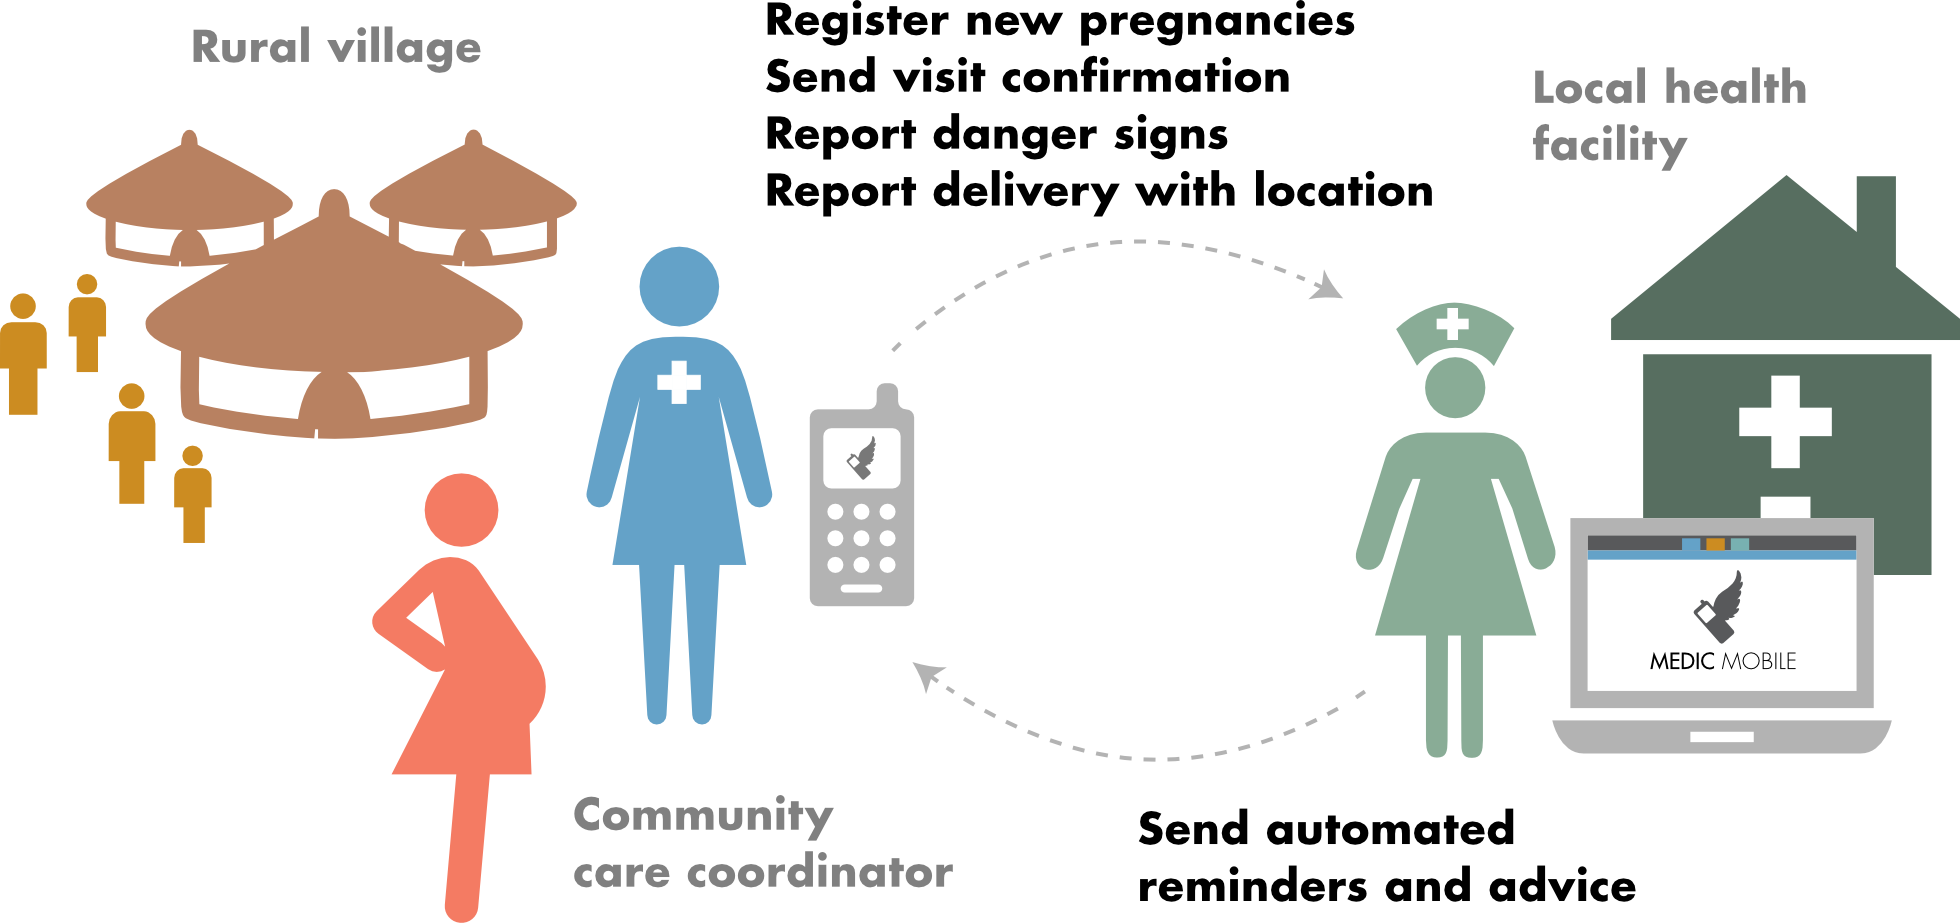 Rural village
Register new pregnancies
Send visit confirmation
Report danger signs
Report delivery with location
Local health
facility
MEDIC MOBILE
Community
care coordinator
Send automated
reminders and advice